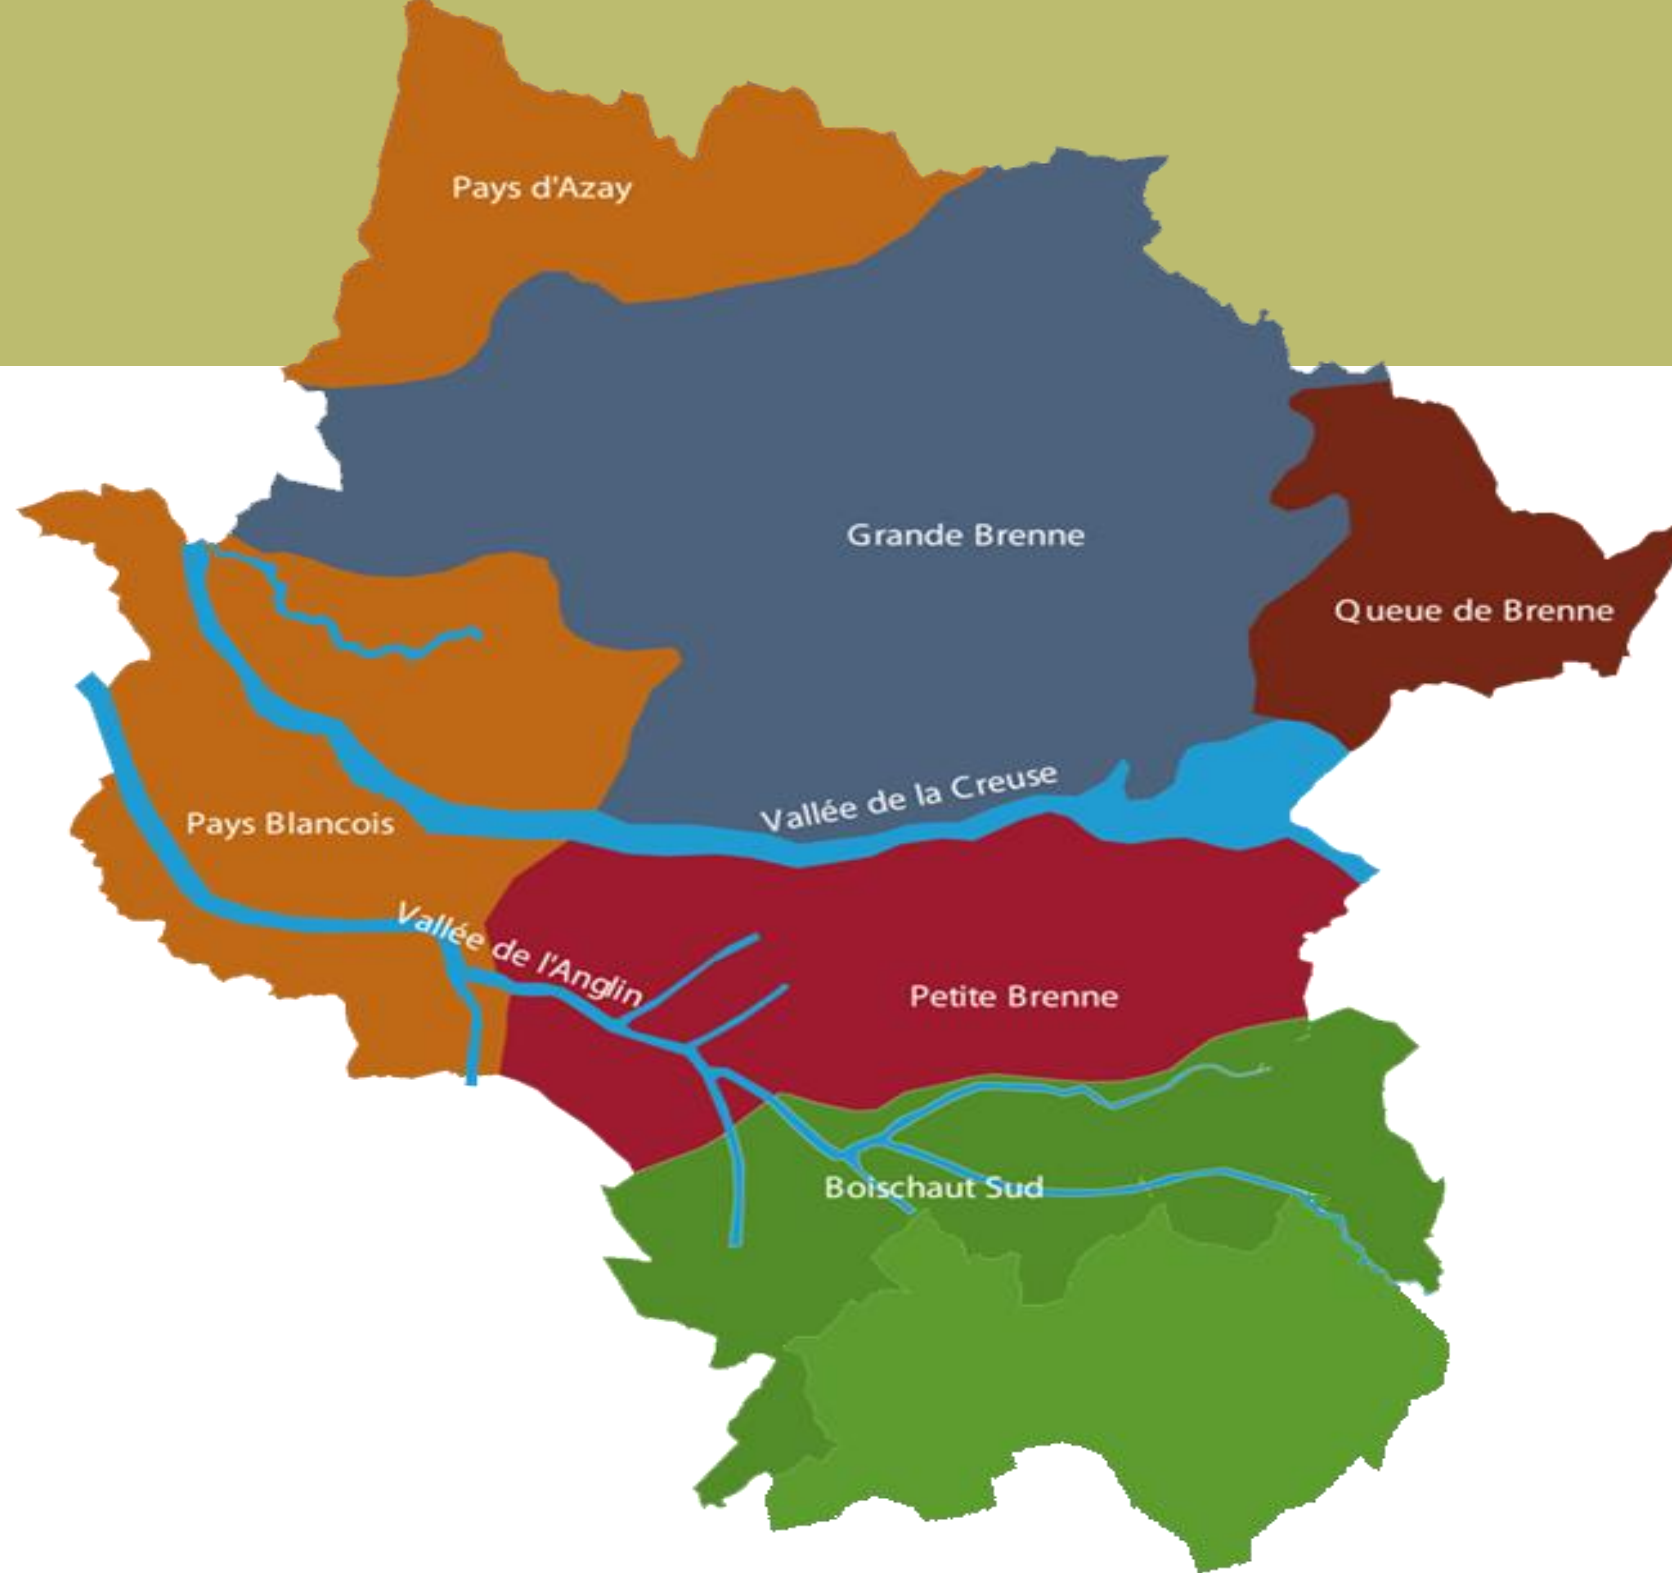 Pays d'Azay
Grande Brenne
Queue de Brenne
Vallée de la Creuse
Pays Blancois
Vallée de l'Anglin
Petite Brenne
Boischaut Sud